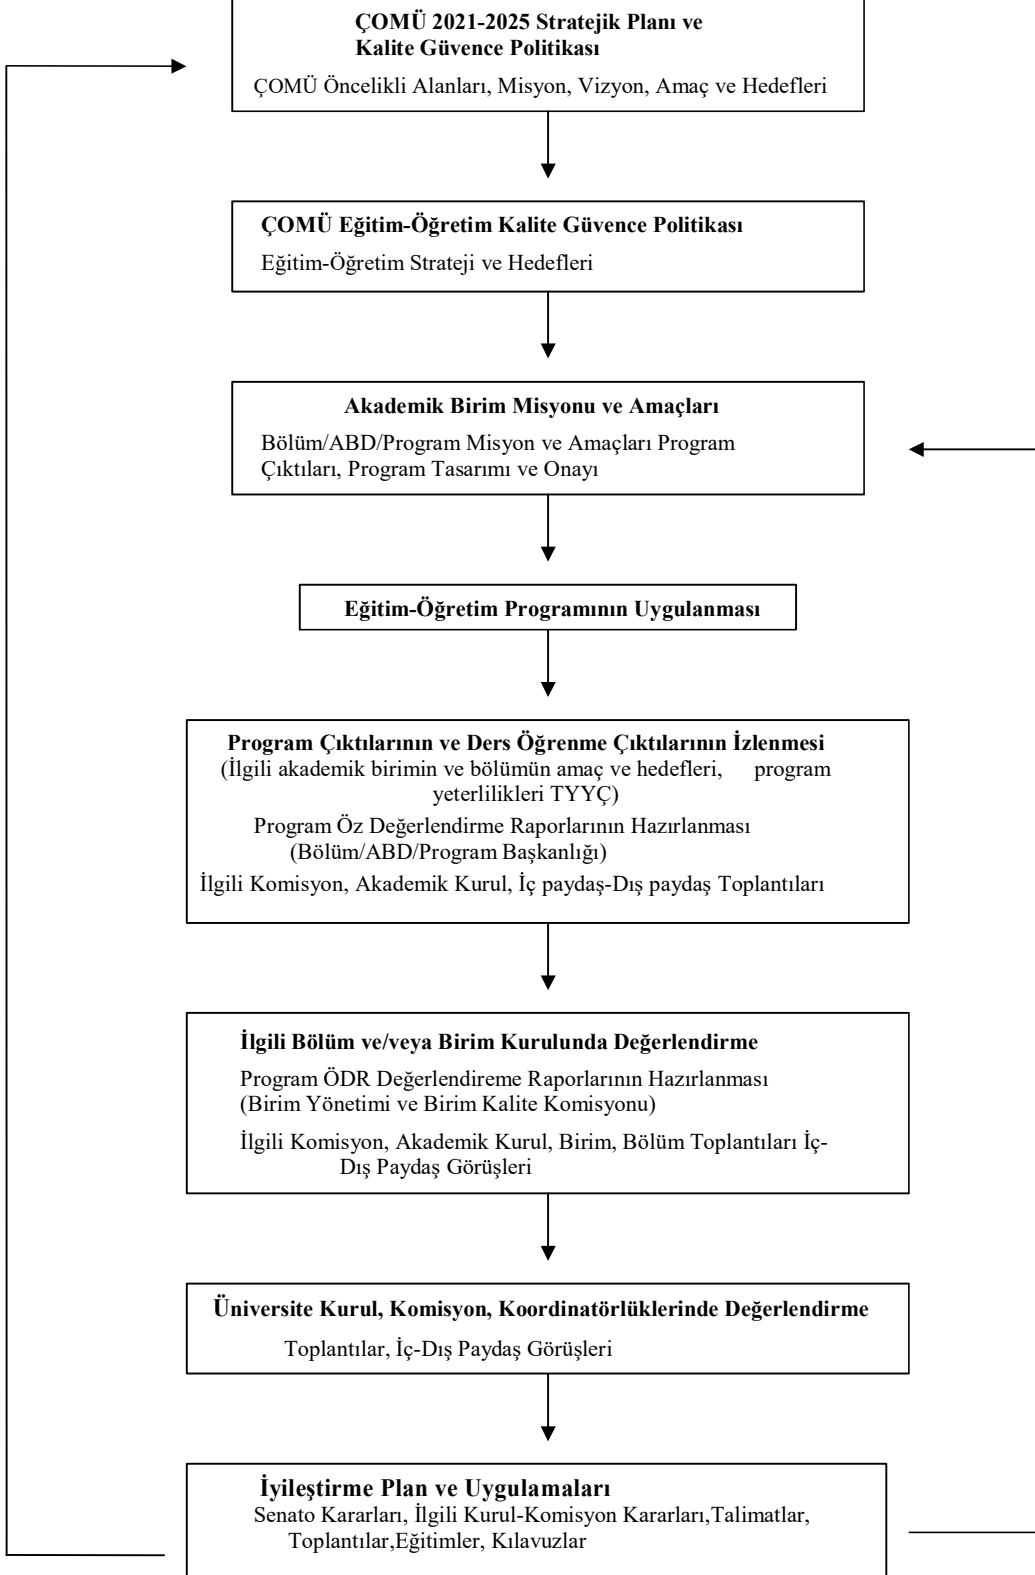 ÇOMÜ 2021-2025 Stratejik Planı ve
Kalite Güvence Politikası
ÇOMÜ Öncelikli Alanları, Misyon, Vizyon, Amaç ve Hedefleri
ÇOMÜ Eğitim-Öğretim Kalite Güvence Politikası
Eğitim-Öğretim Strateji ve Hedefleri
Akademik Birim Misyonu ve Amaçları
Bölüm/ABD/Program Misyon ve Amaçları Program
Çıktıları, Program Tasarımı ve Onayı
Eğitim-Öğretim Programının Uygulanması
Program Çıktılarının ve Ders Öğrenme Çıktılarının İzlenmesi
(İlgili akademik birimin ve bölümün amaç ve hedefleri, program
yeterlilikleri TYYÇ)
Program Öz Değerlendirme Raporlarının Hazırlanması
(Bölüm/ABD/Program Başkanlığı)
İlgili Komisyon, Akademik Kurul, İç paydaş-Dış paydaş Toplantıları
İlgili Bölüm ve/veya Birim Kurulunda Değerlendirme
Program ÖDR Değerlendireme Raporlarının Hazırlanması
(Birim Yönetimi ve Birim Kalite Komisyonu)
İlgili Komisyon, Akademik Kurul, Birim, Bölüm Toplantıları İç-
Dış Paydaş Görüşleri
Üniversite Kurul, Komisyon, Koordinatörlüklerinde Değerlendirme
Toplantılar, İç-Dış Paydaş Görüşleri
İyileştirme Plan ve Uygulamaları
Senato Kararları, İlgili Kurul-Komisyon Kararları,Talimatlar,
Toplantılar,Eğitimler, Kılavuzlar